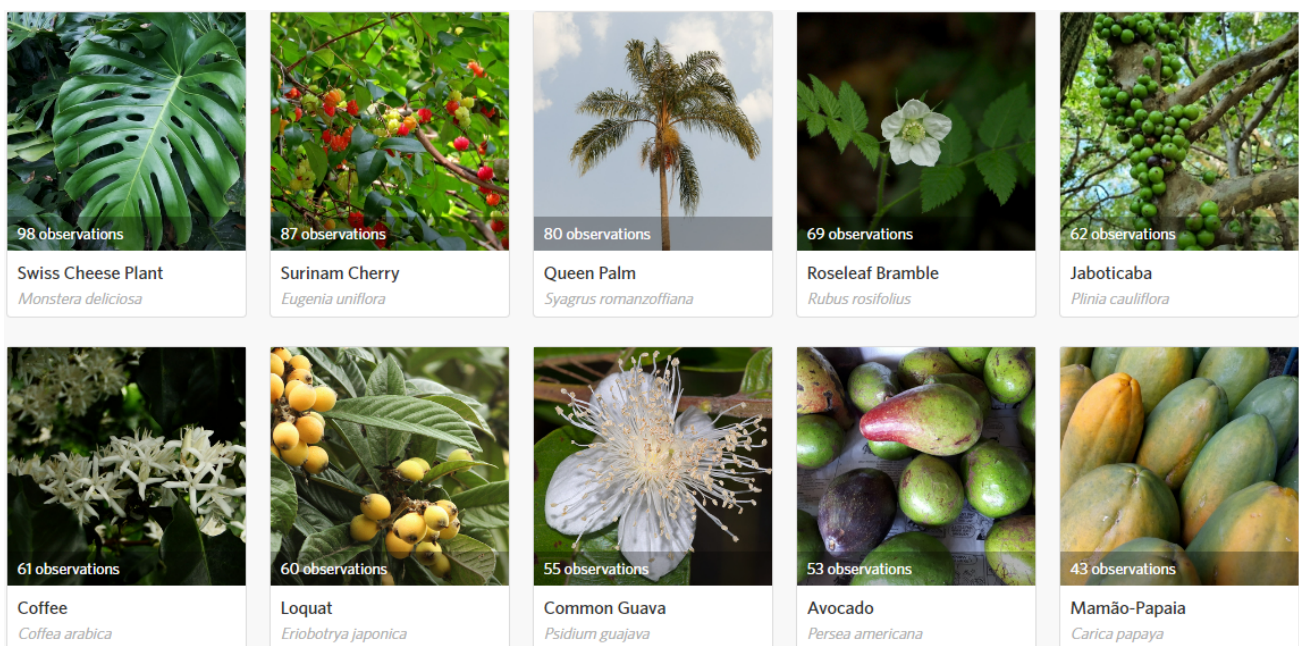 98 observations
Swiss Cheese Plant
Monstera deliciosa
87 observations
Surinam Cherry
Eugenia uniflora
80 observations
Queen Palm
Syagrus romanzoffiana
69 observations
Roseleaf Bramble
Rubus rosifolius
62 observations
Jaboticaba
Plinia cauliflora
61 observations
Coffee
Coffea arabica
60 observations
Loquat
Eriobotrya japonica
55 observations
Common Guava
Psidium guajava
53 observations
Avocado
Persea americana
43 observations
Mamão-Papaia
Carica papaya